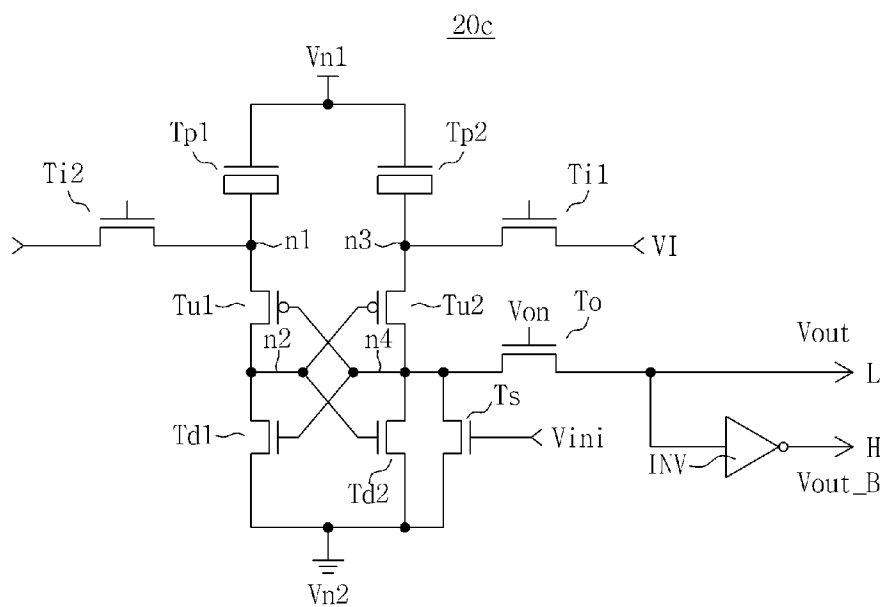 20c
Vn1
Tp1
Tp2
Ti2
Ti1
n1
n3
VI
Tu1
Tu2
To
Von
Vout
n2
n4
L
Ts
Td1
Vini
H
INV
Td2
Vout_B
Vn2